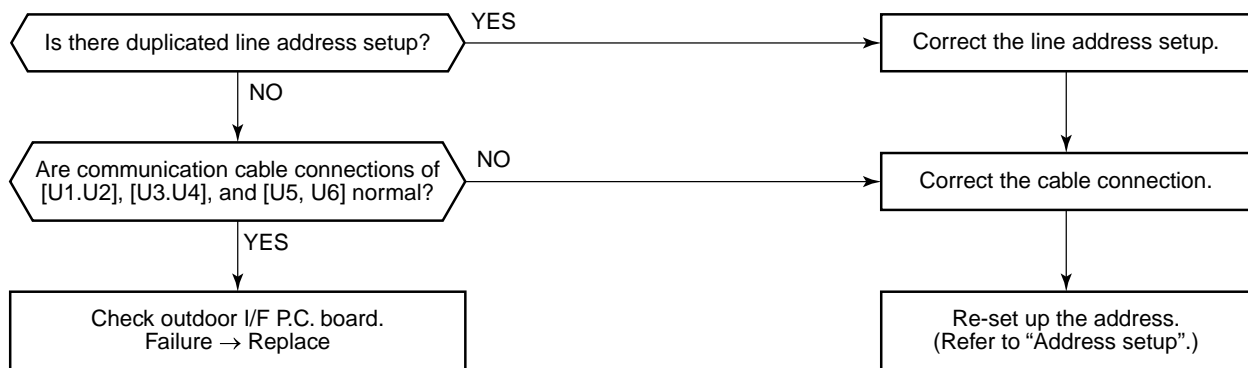 Is there duplicated line address setup?
YES
Correct the line address setup.
NO
Are communication cable connections of
[U1.U2], [U3.U4], and [U5, U6] normal?
NO
Correct the cable connection.
YES
Check outdoor I/F P.C. board.
Failure → Replace
Re-set up the address.
(Refer to “Address setup”.)